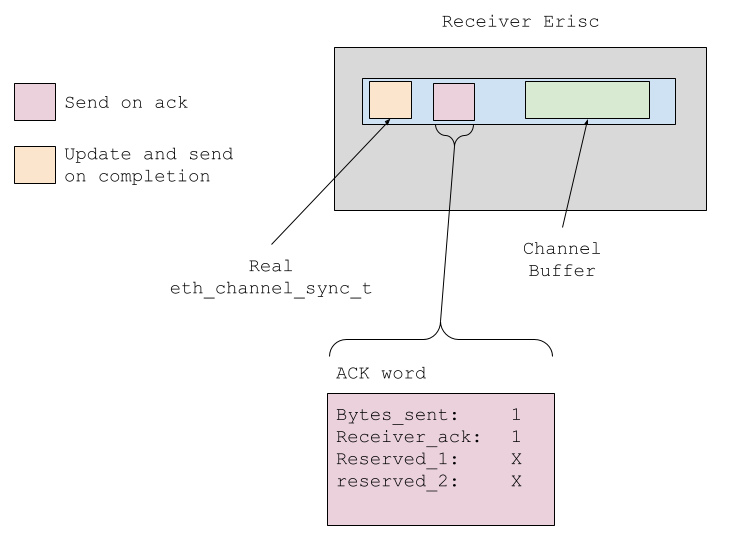 Receiver Erisc
Send on ack
Update and send
on completion
Real
eth_channel_sync_t
Channel
Buffer
ACK word
Bytes_sent: 1
Receiver_ack: 1
Reserved_1: X
reserved_2: X